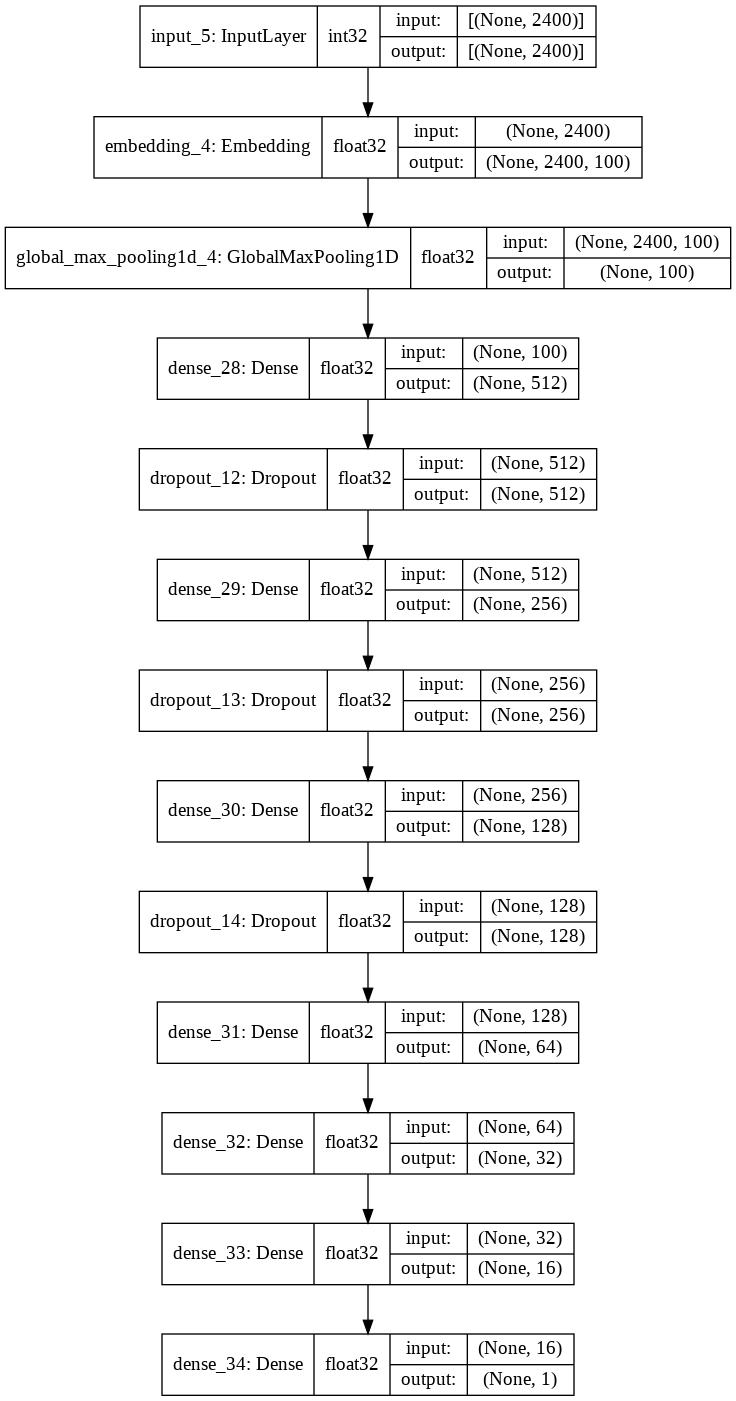 input_5: InputLayer int32 input: [(None, 2400)]
output: [(None, 2400)]
embedding_4: Embedding float32 input: (None, 2400)
output: (None, 2400, 100)
global_max_pooling1d_4: GlobalMaxPooling1D float32 input: (None, 2400, 100)
output: (None, 100)
dense_28: Dense float32 input: (None, 100)
output: (None, 512)
dropout_12: Dropout float32 input: (None, 512)
output: (None, 512)
dense_29: Dense float32 input: (None, 512)
output: (None, 256)
dropout_13: Dropout float32 input: (None, 256)
output: (None, 256)
dense_30: Dense float32 input: (None, 256)
output: (None, 128)
dropout_14: Dropout float32 input: (None, 128)
output: (None, 128)
dense_31: Dense float32 input: (None, 128)
output: (None, 64)
dense_32: Dense float32 input: (None, 64)
output: (None, 32)
dense_33: Dense float32 input: (None, 32)
output: (None, 16)
dense_34: Dense float32 input: (None, 16)
output: (None, 1)